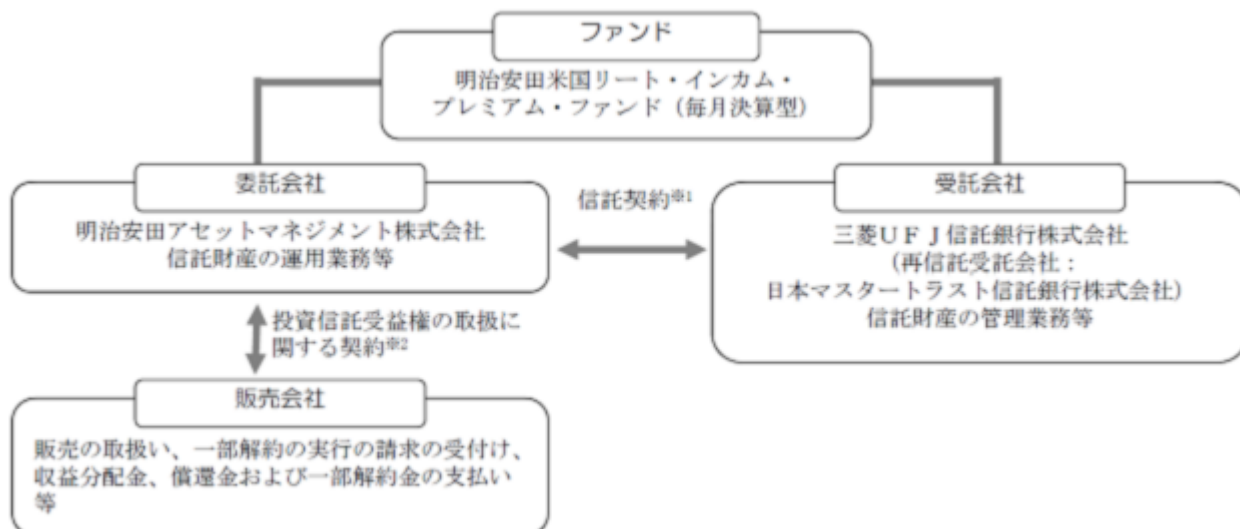 ファンド
明治安田米国リート・インカム・
プレミアム・ファンド（毎月決算型）
委託会社
明治安田アセットマネジメント株式会社
信託財産の運用業務等
信託契約※1
受託会社
三菱ＵＦＪ信託銀行株式会社
（再信託受託会社：
日本マスタートラスト信託銀行株式会社）
信託財産の管理業務等
投資信託受益権の取扱に
関する契約※2
販売会社
販売の取扱い、一部解約の実行の請求の受付け、
収益分配金、償還金および一部解約金の支払い
等